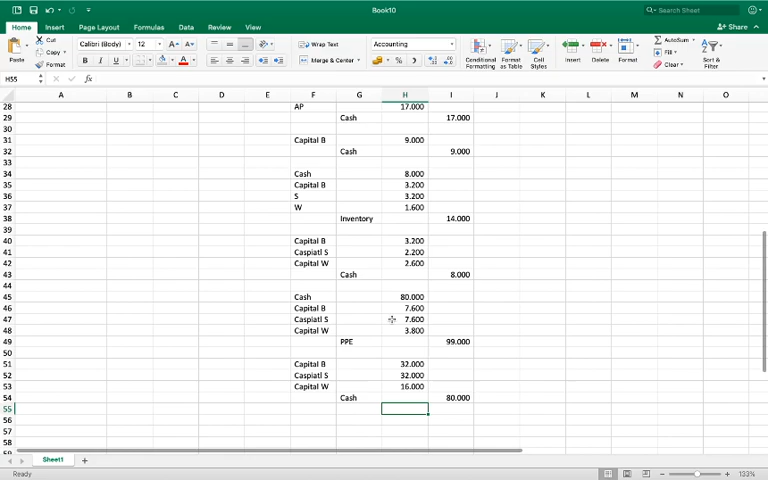 Book10
Search Sheet
Home Insert Page Layout Formulas Data Review View
Share
Paste
Cut
Copy
Format
Calibri (Body) 12
B I U
Wrap Text
Merge & Center
Accounting
Conditional Formatting
Format as Table
Cell Styles
Insert
Delete
Format
AutoSum
Fill
Clear
Sort & Filter
H55 fx
A B C D E F G H I J K L M N O
28 AP 17.000
29 Cash 17.000
30
31 Capital B 9.000
32 Cash 9.000
33
34 Cash 8.000
35 Capital B 3.200
36 S 3.200
37 W 1.600
38 Inventory 14.000
39
40 Capital B 3.200
41 Caspiatl S 2.200
42 Capital W 2.600
43 Cash 8.000
44
45 Cash 80.000
46 Capital B 7.600
47 Caspiatl S 7.600
48 Capital W 3.800
49 PPE 99.000
50
51 Capital B 32.000
52 Caspiatl S 32.000
53 Capital W 16.000
54 Cash 80.000
55
56
57
58
59
Sheet1 +
Ready
133%